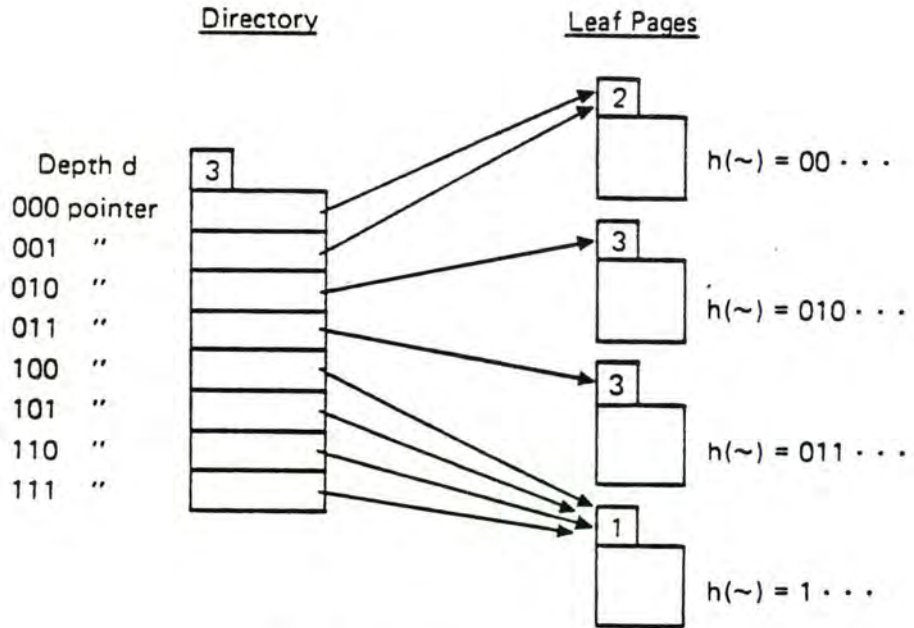 Directory
Leaf Pages
Depth d
3
000 pointer
001 "
010 "
011 "
100 "
101 "
110 "
111 "
2
h(~) = 00 · · ·
3
h(~) = 010 · · ·
3
h(~) = 011 · · ·
1
h(~) = 1 · · ·